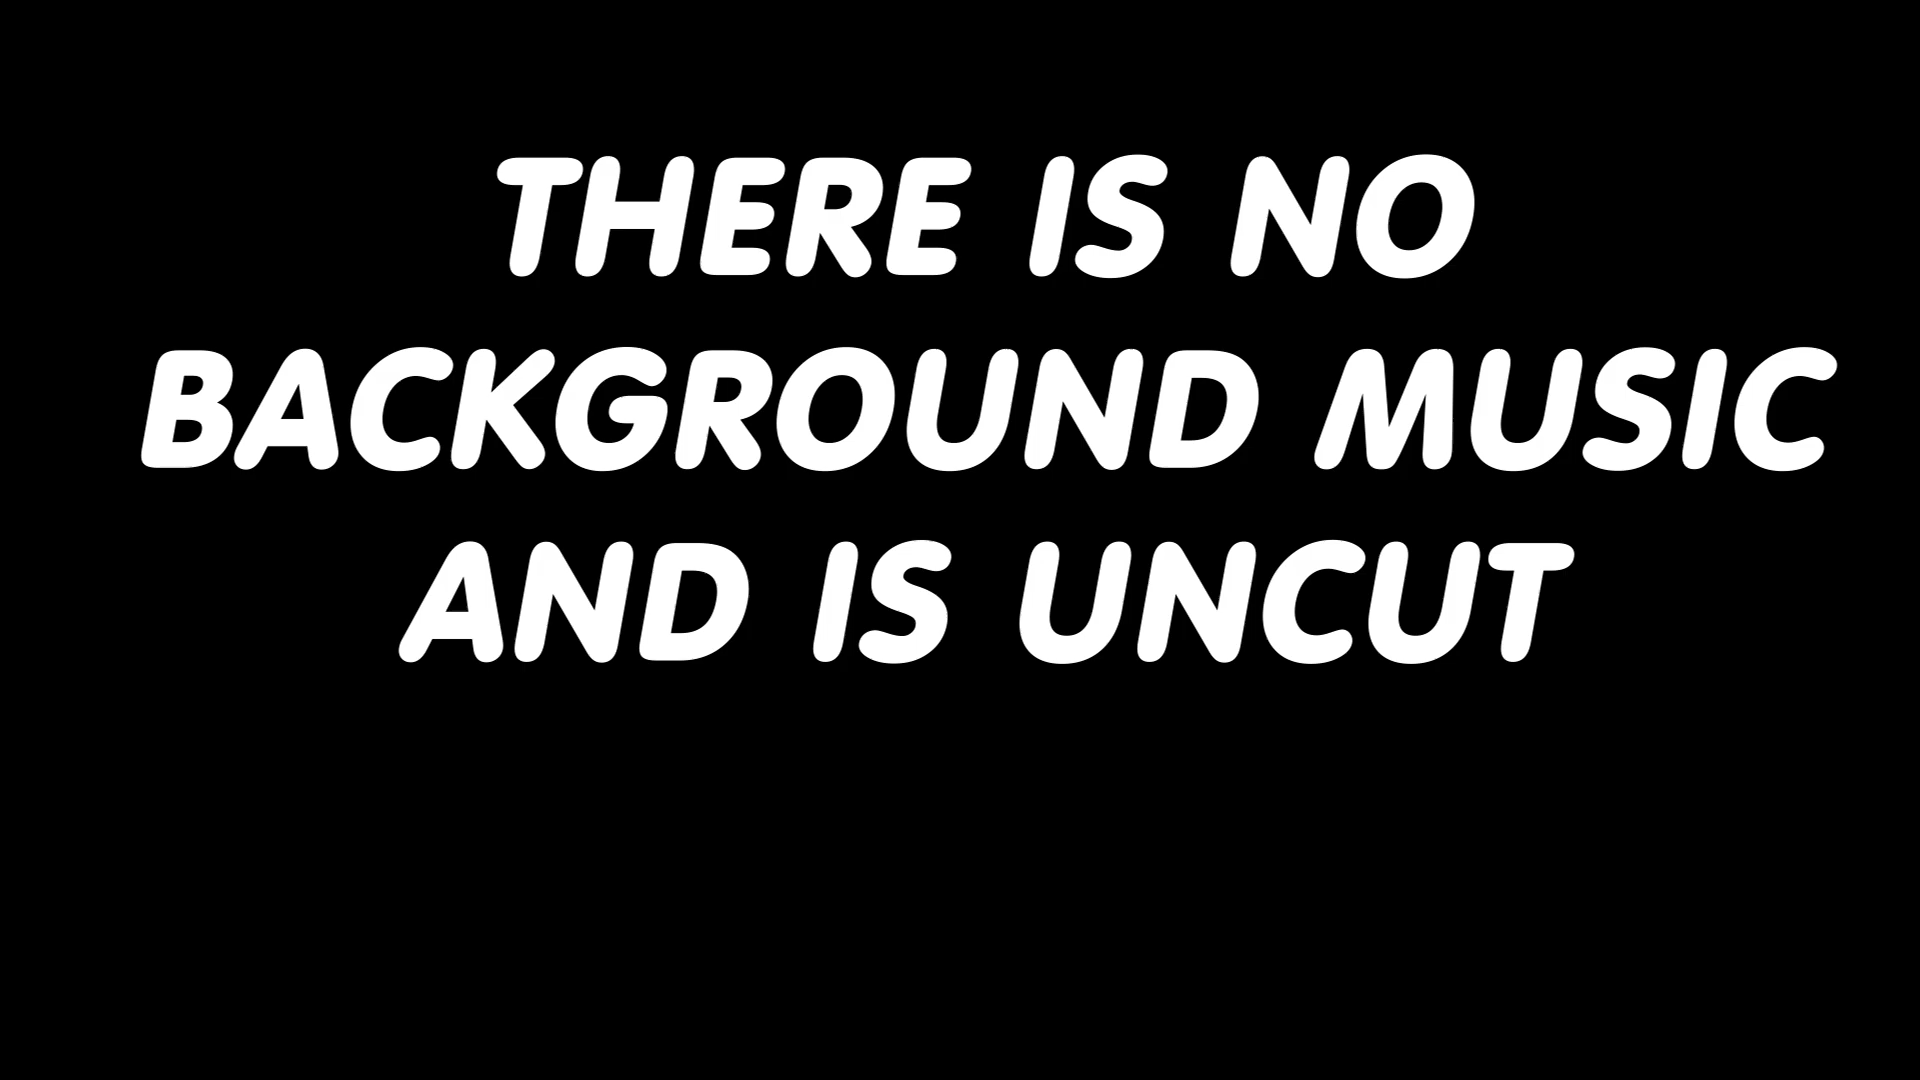 THERE IS NO
BACKGROUND MUSIC
AND IS UNCUT